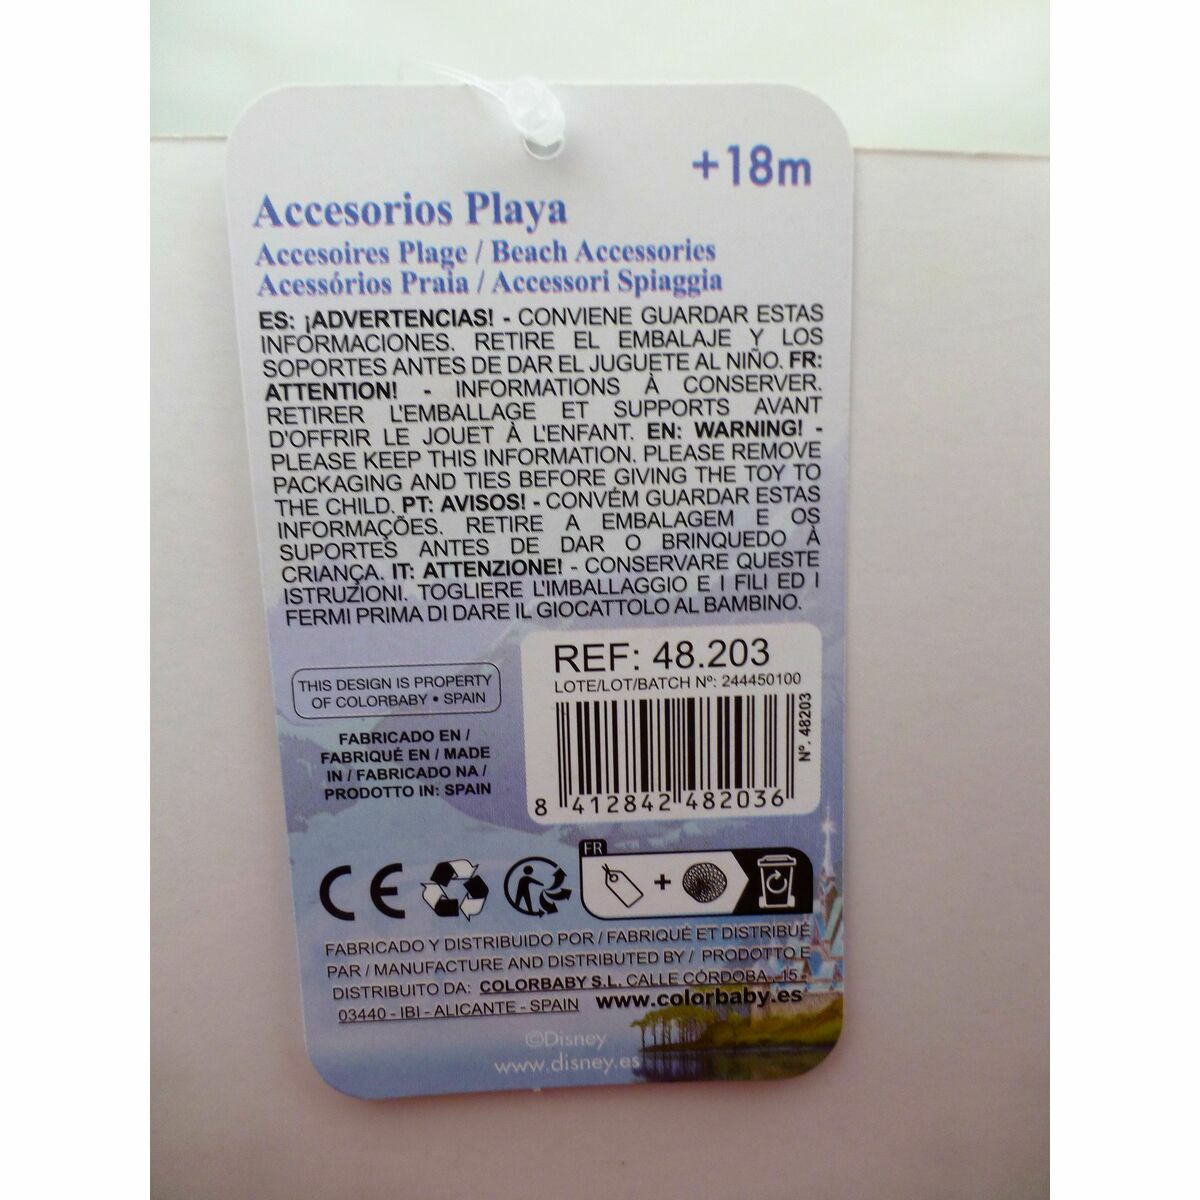 +18m
Accesorios Playa
Accesoires Plage / Beach Accessories
Acessórios Praia / Accessori Spiaggia
ES: ¡ADVERTENCIAS! - CONVIENE GUARDAR ESTAS
INFORMACIONES. RETIRE EL EMBALAJE Y LOS
SOPORTES ANTES DE DAR EL JUGUETE AL NIÑO. FR:
ATTENTION! - INFORMATIONS À CONSERVER.
RETIRER L'EMBALLAGE ET SUPPORTS AVANT
D'OFFRIR LE JOUET À L'ENFANT. EN: WARNING! -
PLEASE KEEP THIS INFORMATION. PLEASE REMOVE
PACKAGING AND TIES BEFORE GIVING THE TOY TO
THE CHILD. PT: AVISOS! - CONVÉM GUARDAR ESTAS
INFORMAÇÕES. RETIRE A EMBALAGEM E OS
SUPORTES ANTES DE DAR O BRINQUEDO À
CRIANÇA. IT: ATTENZIONE! - CONSERVARE QUESTE
ISTRUZIONI. TOGLIERE L'IMBALLAGGIO E I FILI ED I
FERMI PRIMA DI DARE IL GIOCATTOLO AL BAMBINO.
REF: 48.203
LOTE/LOT/BATCH Nº: 244450100
Nº. 48203
8 412842 482036
THIS DESIGN IS PROPERTY
OF COLORBABY • SPAIN
FABRICADO EN /
FABRIQUÉ EN / MADE
IN / FABRICADO NA /
PRODOTTO IN: SPAIN
CE
FR
+
FABRICADO Y DISTRIBUIDO POR / FABRIQUÉ ET DISTRIBUÉ
PAR / MANUFACTURE AND DISTRIBUTED BY / PRODOTTO E
DISTRIBUITO DA: COLORBABY S.L. CALLE CÓRDOBA, 15 -
03440 - IBI - ALICANTE - SPAIN www.colorbaby.es
©Disney
www.disney.es